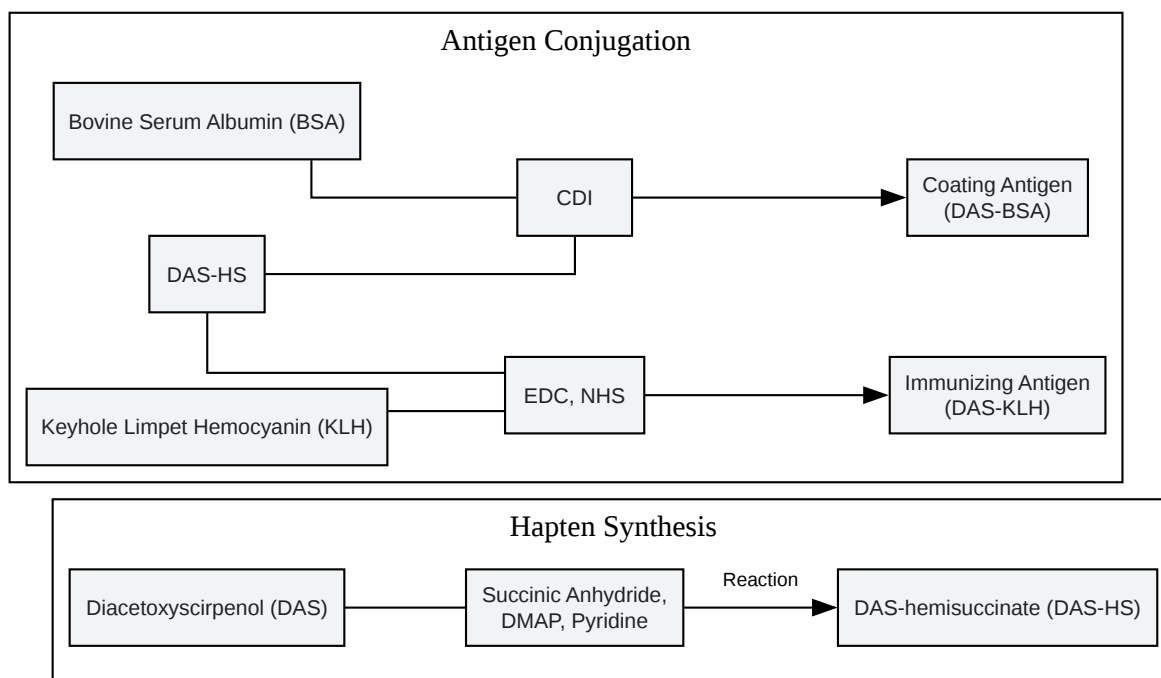 Antigen Conjugation
Bovine Serum Albumin (BSA)
CDI
Coating Antigen
(DAS-BSA)
DAS-HS
EDC, NHS
Immunizing Antigen
(DAS-KLH)
Keyhole Limpet Hemocyanin (KLH)
Hapten Synthesis
Diacetoxyscirpenol (DAS)
Succinic Anhydride,
DMAP, Pyridine
Reaction
DAS-hemisuccinate (DAS-HS)